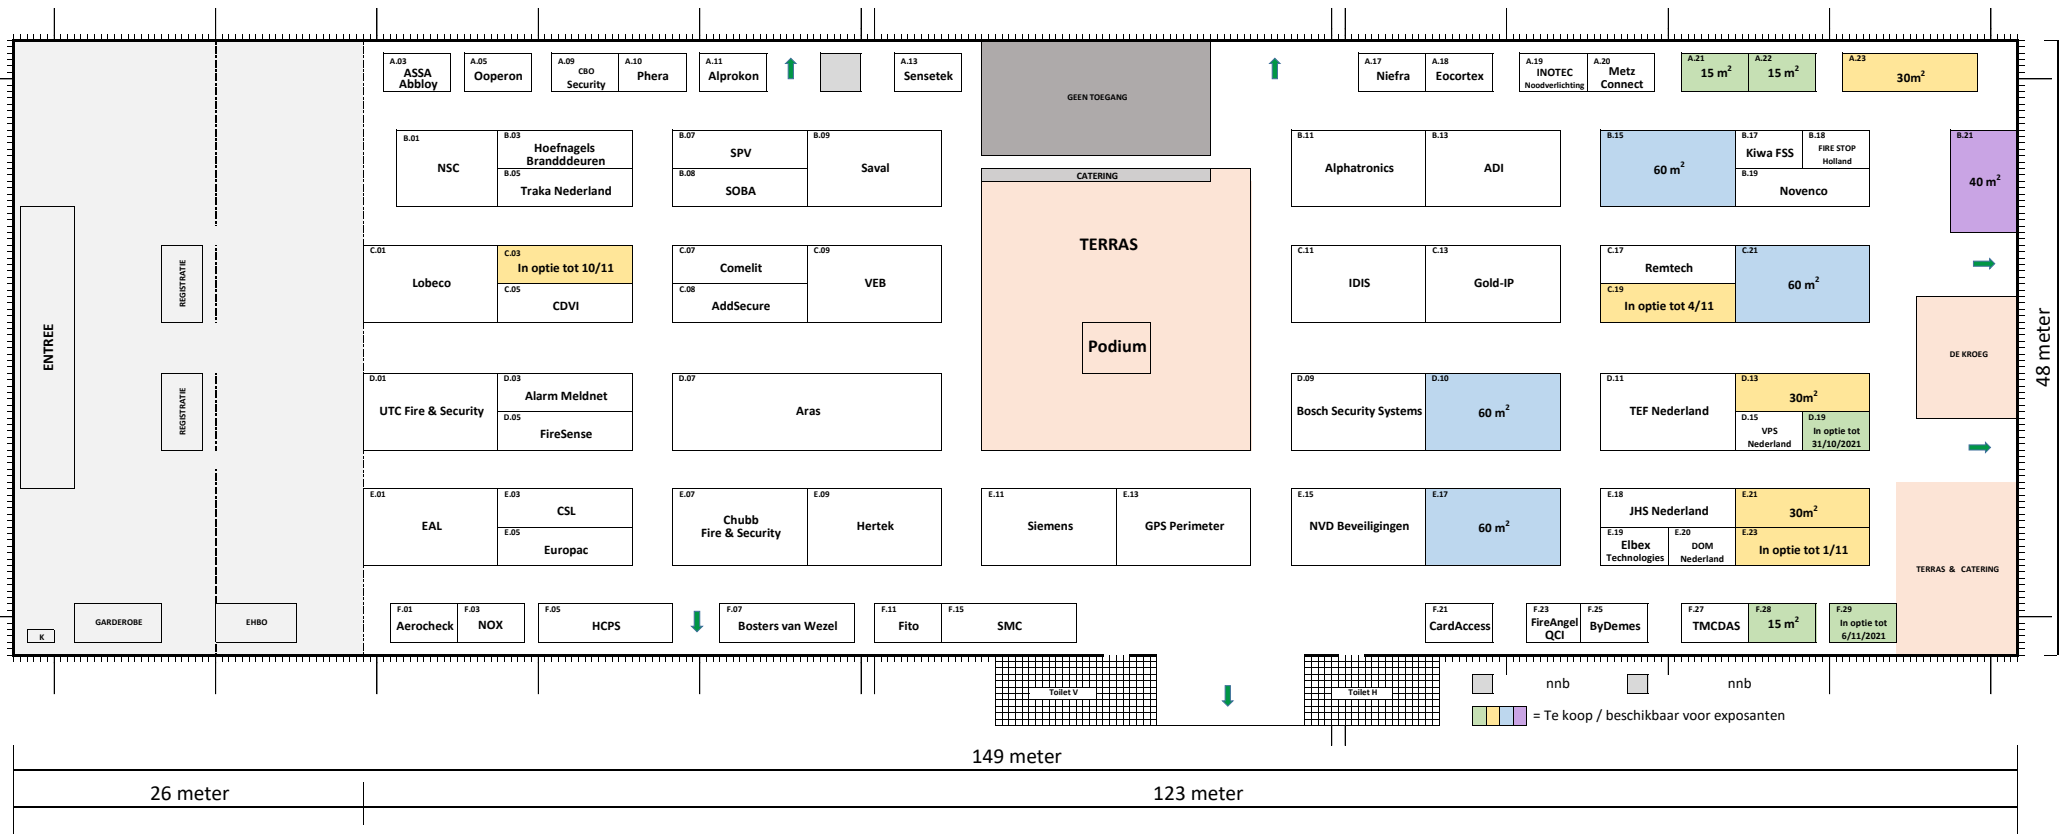 A.03
ASSA
Abbloy
A.05
Ooperon
A.09
CBO
Security
A.10
Phera
A.11
Alprokon
A.13
Sensetek
GEEN TOEGANG
A.17
Niefra
A.18
Eocortex
A.19
INOTEC
Noodverlichting
A.20
Metz
Connect
A.21
15 m²
A.22
15 m²
A.23
30m²
B.01
NSC
B.03
Hoefnagels
Brandddeuren
B.05
Traka Nederland
B.07
SPV
B.08
SOBA
B.09
Saval
CATERING
TERRAS
Podium
B.11
Alphatronics
B.13
ADI
B.15
60 m²
B.17
Kiwa FSS
B.18
FIRE STOP
Holland
B.19
Novenco
B.21
40 m²
ENTREE
REGISTRATIE
REGISTRATIE
C.01
Lobeco
C.03
In optie tot 10/11
C.05
CDVI
C.07
Comelit
C.08
AddSecure
C.09
VEB
C.11
IDIS
C.13
Gold-IP
C.17
Remtech
C.19
In optie tot 4/11
C.21
60 m²
DE KROEG
48 meter
D.01
UTC Fire & Security
D.03
Alarm Meldnet
D.05
FireSense
D.07
Aras
D.09
Bosch Security Systems
D.10
60 m²
D.11
TEF Nederland
D.13
30m²
D.15
VPS
Nederland
D.19
In optie tot
31/10/2021
E.01
EAL
E.03
CSL
E.05
Europac
E.07
Chubb
Fire & Security
E.09
Hertek
E.11
Siemens
E.13
GPS Perimeter
E.15
NVD Beveiligingen
E.17
60 m²
E.18
JHS Nederland
E.19
Elbex
Technologies
E.20
DOM
Nederland
E.21
30m²
E.23
In optie tot 1/11
TERRAS & CATERING
K
GARDEROBE
EHBO
F.01
Aerocheck
F.03
NOX
F.05
HCPS
F.07
Bosters van Wezel
F.11
Fito
F.15
SMC
F.21
CardAccess
F.23
FireAngel
QCI
F.25
ByDemes
F.27
TMCDAS
F.28
15 m²
F.29
In optie tot
6/11/2021
Toilet V
Toilet H
nnb
nnb
= Te koop / beschikbaar voor exposanten
149 meter
26 meter
123 meter